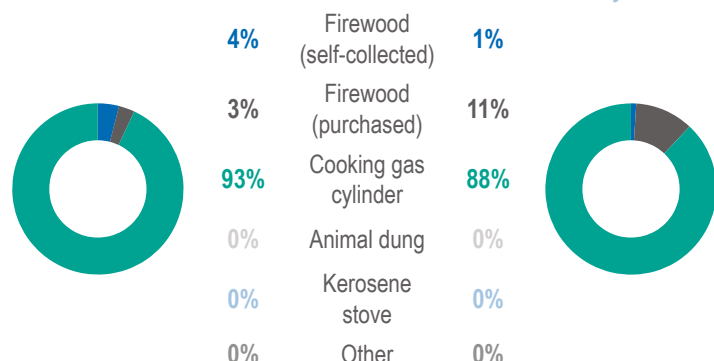 4% Firewood 1%
(self-collected)
3% Firewood 11%
(purchased)
93% Cooking gas 88%
cylinder
0% Animal dung 0%
0% Kerosene 0%
stove
0% Other 0%